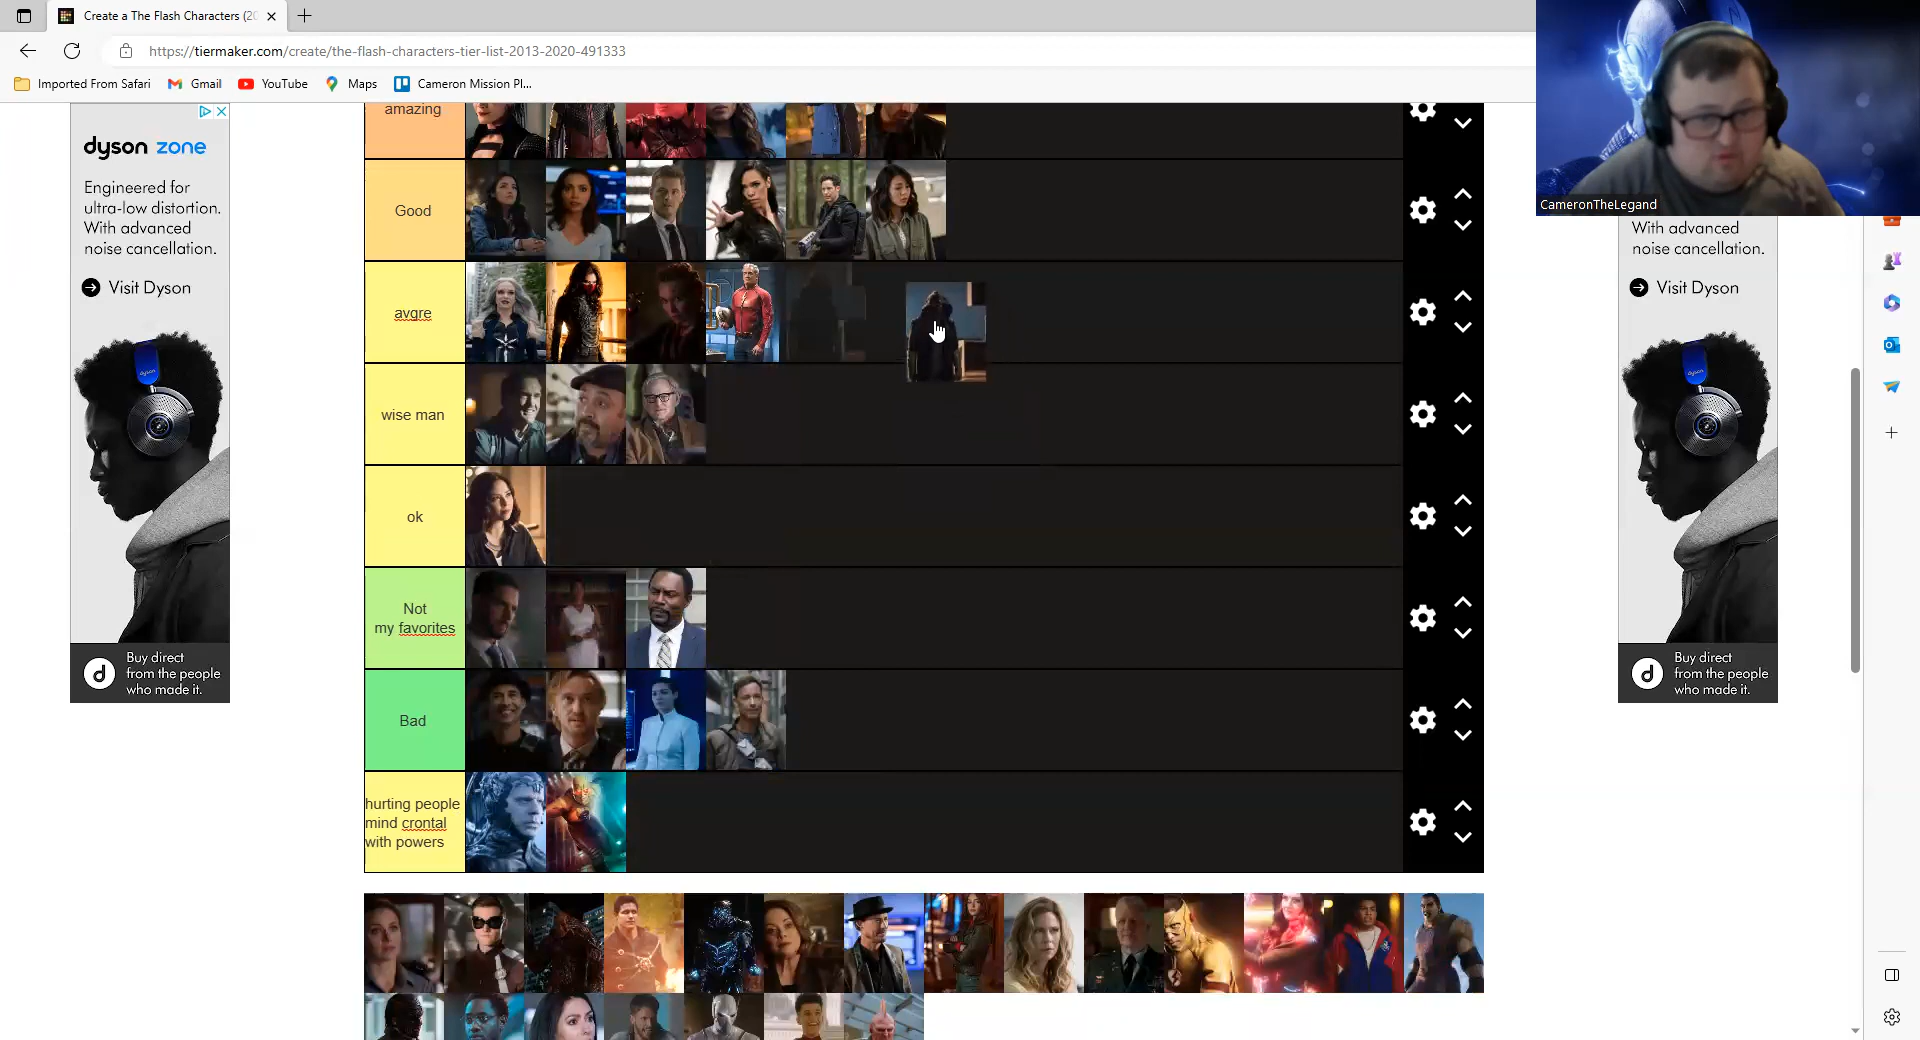 Create a The Flash Characters (20
https://tiermaker.com/create/the-flash-characters-tier-list-2013-2020-491333
Imported From Safari
Gmail
YouTube
Maps
Cameron Mission Pl...
CameronTheLegand
dyson zone
Engineered for
ultra-low distortion.
With advanced
noise cancellation.
Visit Dyson
dyson
Buy direct
from the people
who made it.
amazing
Good
avgre
wise man
ok
Not
my favorites
Bad
hurting people
mind crontal
with powers
With advanced
noise cancellation.
Visit Dyson
dyson
Buy direct
from the people
who made it.